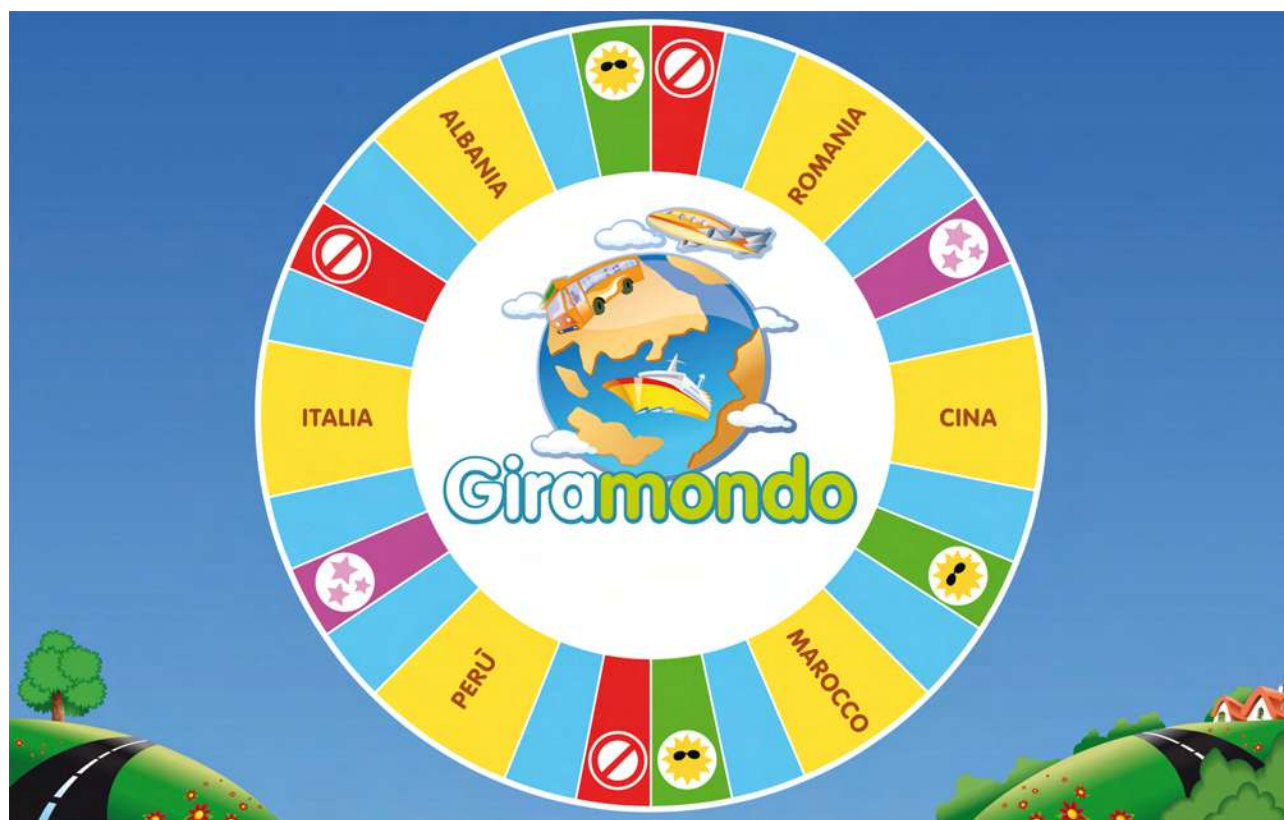 ALBANIA
ROMANIA
ITALIA
CINA
Giramondo
PERÙ
MAROCCO